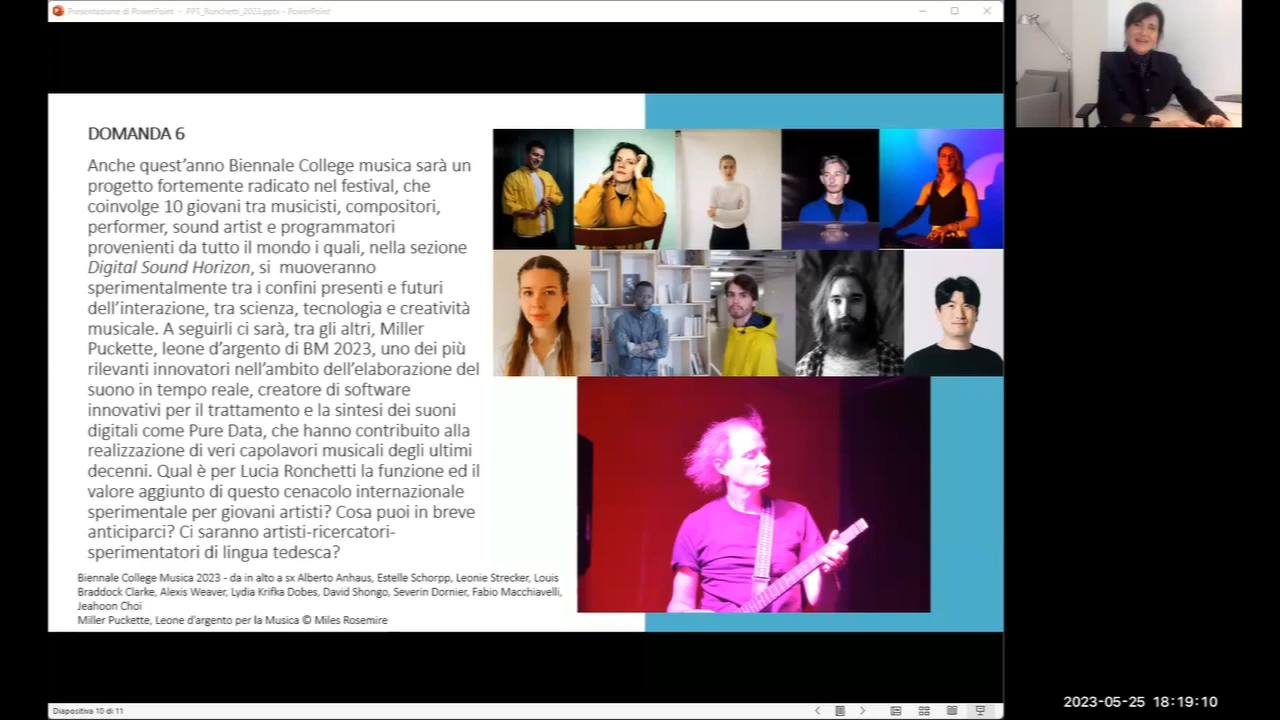 Presentazione di PowerPoint - PPT_Ronchetti_2023.pptx - PowerPoint
DOMANDA 6
Anche quest'anno Biennale College musica sarà un
progetto fortemente radicato nel festival, che
coinvolge 10 giovani tra musicisti, compositori,
performer, sound artist e programmatori
provenienti da tutto il mondo i quali, nella sezione
Digital Sound Horizon, si muoveranno
sperimentalmente tra i confini presenti e futuri
dell'interazione, tra scienza, tecnologia e creatività
musicale. A seguirli ci sarà, tra gli altri, Miller
Puckette, leone d'argento di BM 2023, uno dei più
rilevanti innovatori nell'ambito dell'elaborazione del
suono in tempo reale, creatore di software
innovativi per il trattamento e la sintesi dei suoni
digitali come Pure Data, che hanno contribuito alla
realizzazione di veri capolavori musicali degli ultimi
decenni. Qual è per Lucia Ronchetti la funzione ed il
valore aggiunto di questo cenacolo internazionale
sperimentale per giovani artisti? Cosa puoi in breve
anticiparci? Ci saranno artisti-ricercatori-
sperimentatori di lingua tedesca?
Biennale College Musica 2023 - da in alto a sx Alberto Anhaus, Estelle Schorpp, Leonie Strecker, Louis
Braddock Clarke, Alexis Weaver, Lydia Krifka Dobes, David Shongo, Severin Dornier, Fabio Macchiavelli,
Jeahoon Choi
Miller Puckette, Leone d'argento per la Musica © Miles Rosemire
Diapositiva 10 di 11
2023-05-25 18:19:10